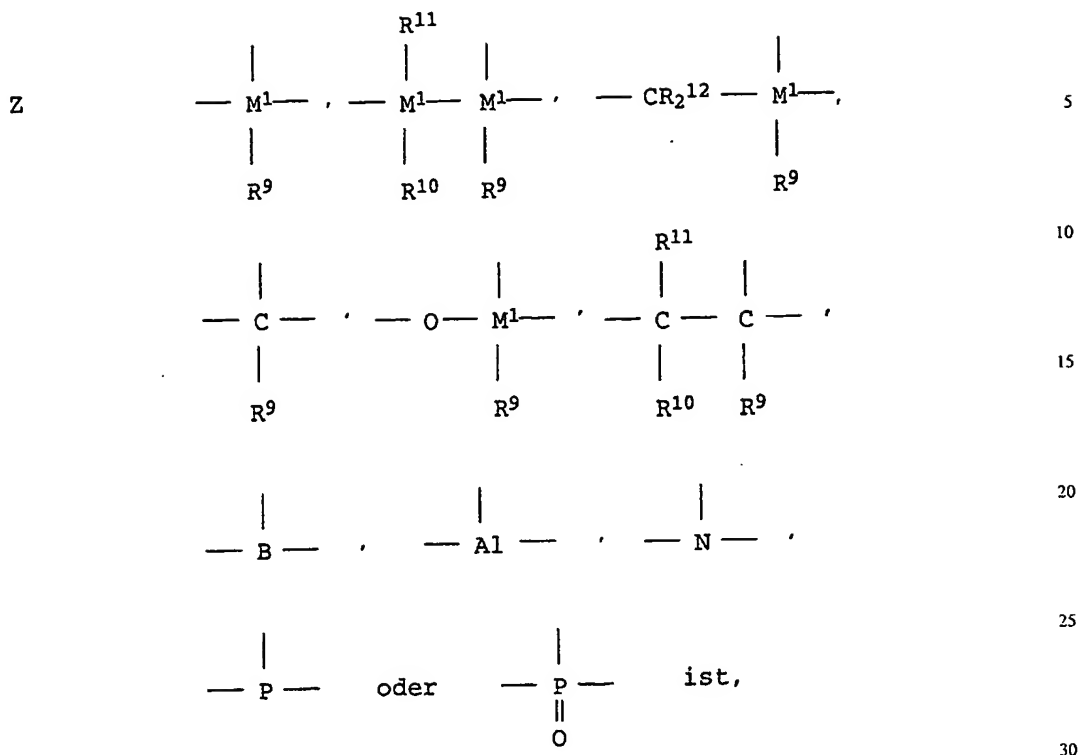 R¹¹
Z — M¹ — , — M¹ — M¹ — , — CR₂¹² — M¹ — , 5
R⁹ R¹⁰ R⁹ R⁹
10
R¹¹
— C — , — O — M¹ — , — C — C — ,
15
R⁹ R⁹ R¹⁰ R⁹
20
— B — , — Al — , — N — ,
25
— P — oder — P — ist,
O
30